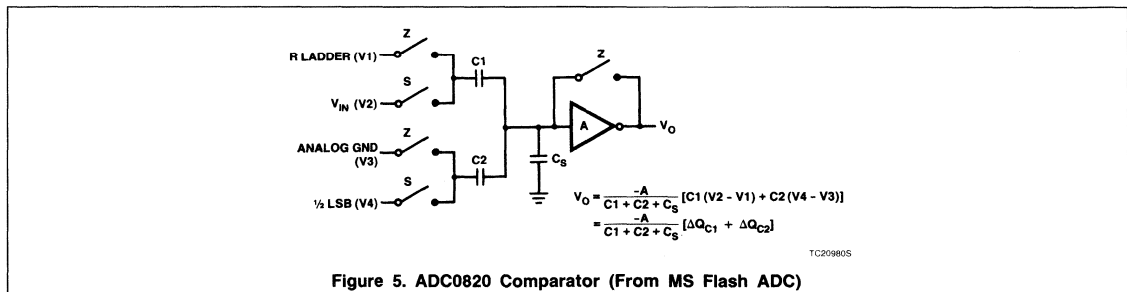 Z
R LADDER (V1)
C1
S
V_IN (V2)
Z
ANALOG GND
(V3)
C2
S
½ LSB (V4)
Z
A
V_O
C_S
V_O = -A / C1 + C2 + C_S [C1 (V2 - V1) + C2 (V4 - V3)]
= -A / C1 + C2 + C_S [ΔQ_C1 + ΔQ_C2]
TC20980S
Figure 5. ADC0820 Comparator (From MS Flash ADC)